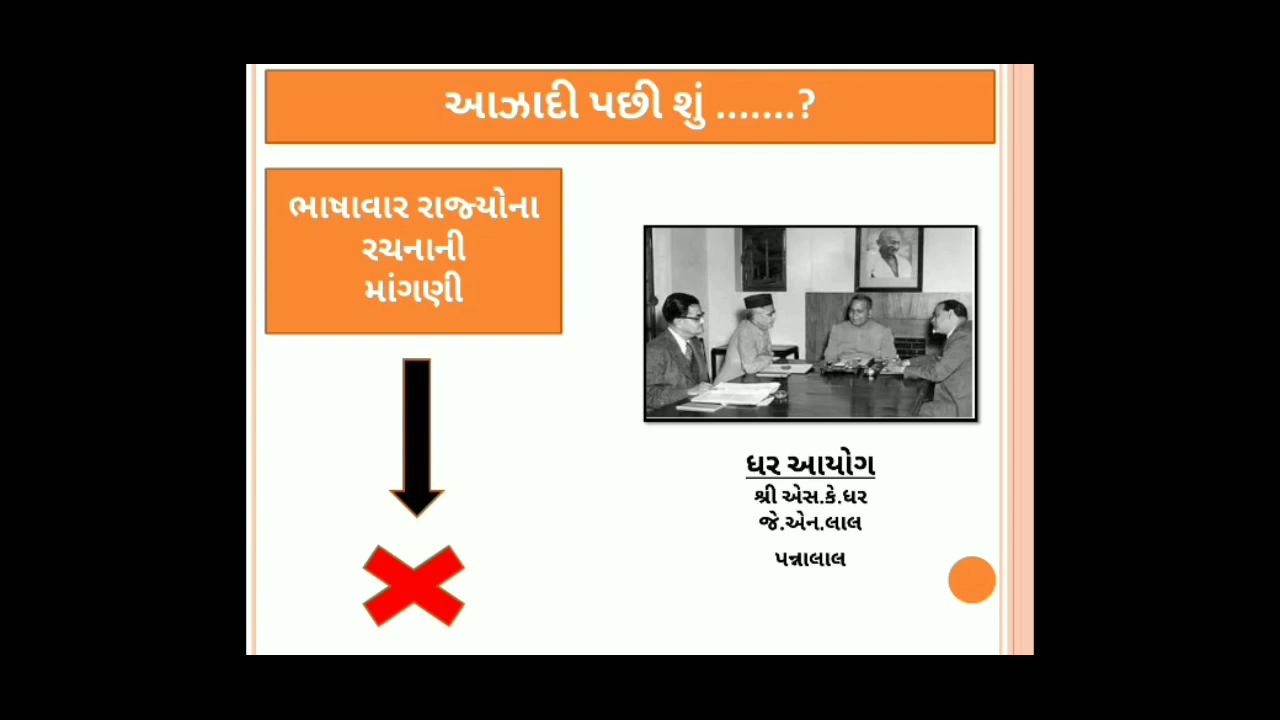 આઝાદી પછી શું .......?
ભાષાવાર રાજ્યોના
રચનાની
માંગણી
ધર આયોગ
શ્રી એસ.કે.ધર
જે.એન.લાલ
પન્નાલાલ